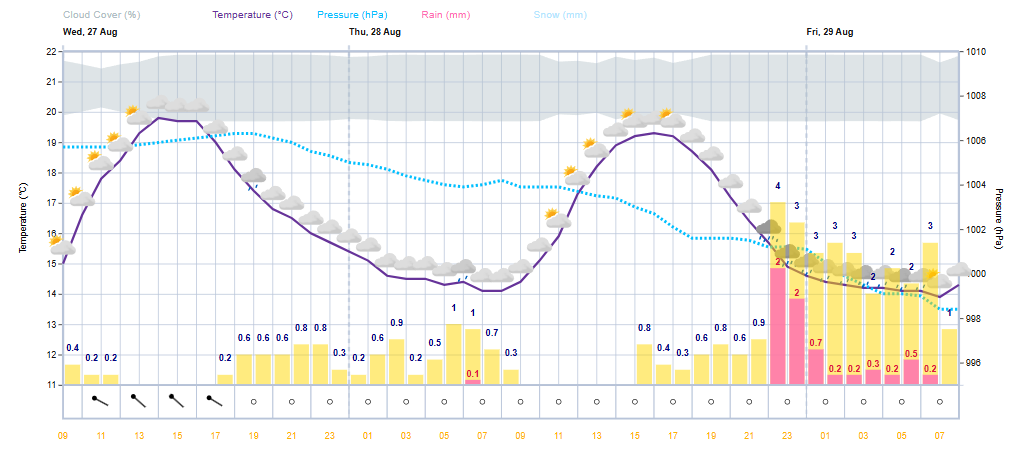 Cloud Cover (%) Temperature (°C) Pressure (hPa) Rain (mm) Snow (mm)
Wed, 27 Aug Thu, 28 Aug Fri, 29 Aug
22 1010
21
1008
20
19 1006
18
1004
17
16 1002
15
1000
14
998
13
12 996
11
Temperature (°C)
Pressure (hPa)
4
3
3 3 3 2 2 3
2
2
2
1 1 1
0.4 0.2 0.2 0.2 0.6 0.6 0.6 0.8 0.8 0.3 0.2 0.6 0.9 0.2 0.5 0.7 0.3 0.8 0.4 0.3 0.6 0.8 0.6 0.9
0.1 0.7 0.2 0.2 0.3 0.2 0.5 0.2
09 11 13 15 17 19 21 23 01 03 05 07 09 11 13 15 17 19 21 23 01 03 05 07